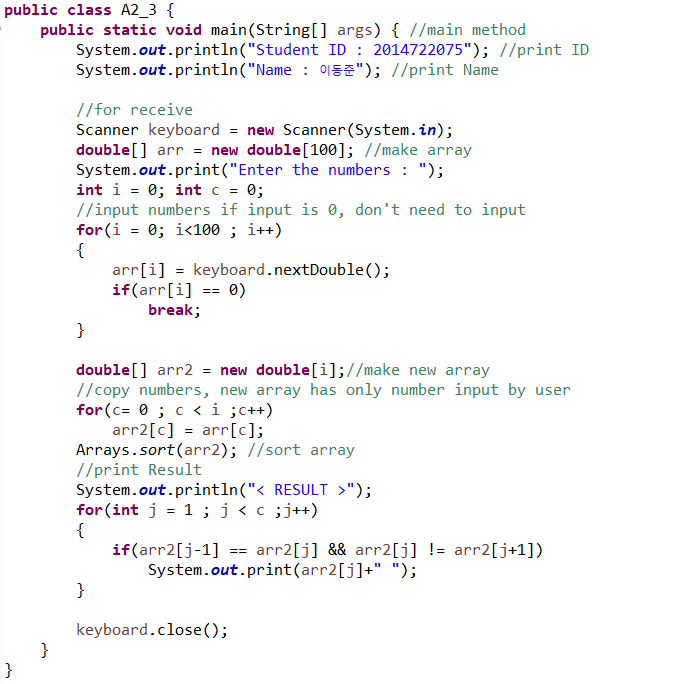 public class A2_3 {
    public static void main(String[] args) { //main method
        System.out.println("Student ID : 2014722075"); //print ID
        System.out.println("Name : 이동준"); //print Name

        //for receive
        Scanner keyboard = new Scanner(System.in);
        double[] arr = new double[100]; //make array
        System.out.print("Enter the numbers : ");
        int i = 0; int c = 0;
        //input numbers if input is 0, don't need to input
        for(i = 0; i<100 ; i++)
        {
            arr[i] = keyboard.nextDouble();
            if(arr[i] == 0)
                break;
        }

        double[] arr2 = new double[i];//make new array
        //copy numbers, new array has only number input by user
        for(c= 0 ; c < i ;c++)
            arr2[c] = arr[c];
        Arrays.sort(arr2); //sort array
        //print Result
        System.out.println("< RESULT >");
        for(int j = 1 ; j < c ;j++)
        {
            if(arr2[j-1] == arr2[j] && arr2[j] != arr2[j+1])
                System.out.print(arr2[j]+" ");
        }

        keyboard.close();
    }
}